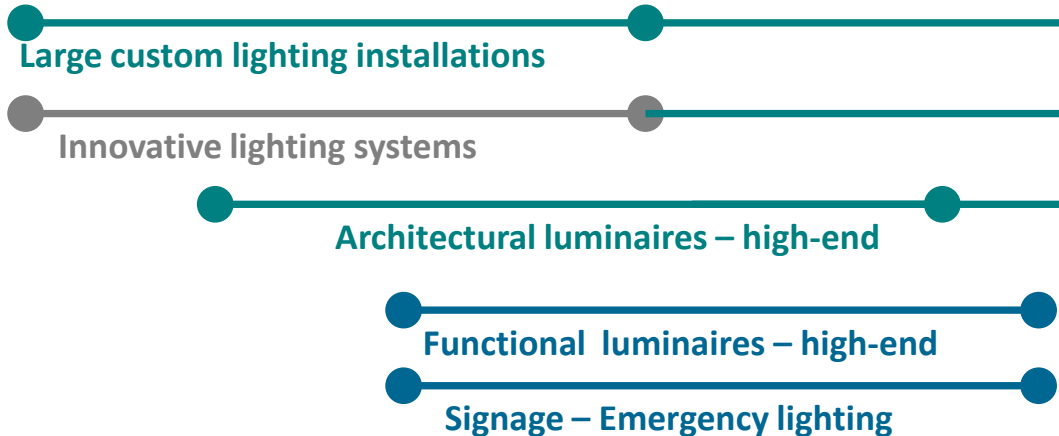 Large custom lighting installations
Innovative lighting systems
Architectural luminaires – high-end
Functional  luminaires – high-end
Signage – Emergency lighting